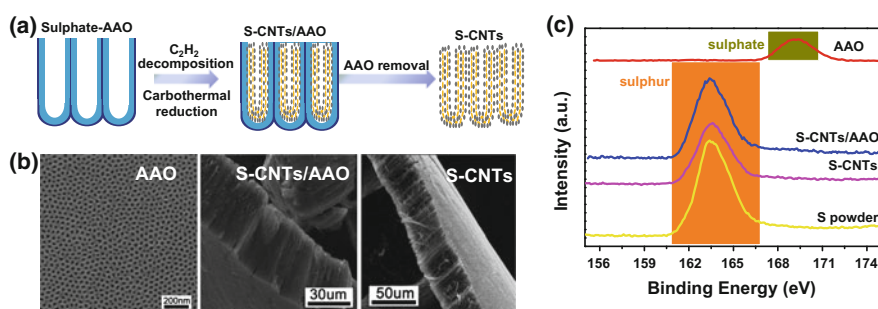 (a)
Sulphate-AAO
C₂H₂
decomposition
Carbothermal
reduction
S-CNTs/AAO
AAO removal
S-CNTs
(b)
AAO
200nm
S-CNTs/AAO
30um
S-CNTs
50um
(c)
Intensity (a.u.)
sulphate
AAO
sulphur
S-CNTs/AAO
S-CNTs
S powder
156 159 162 165 168 171 174
Binding Energy (eV)